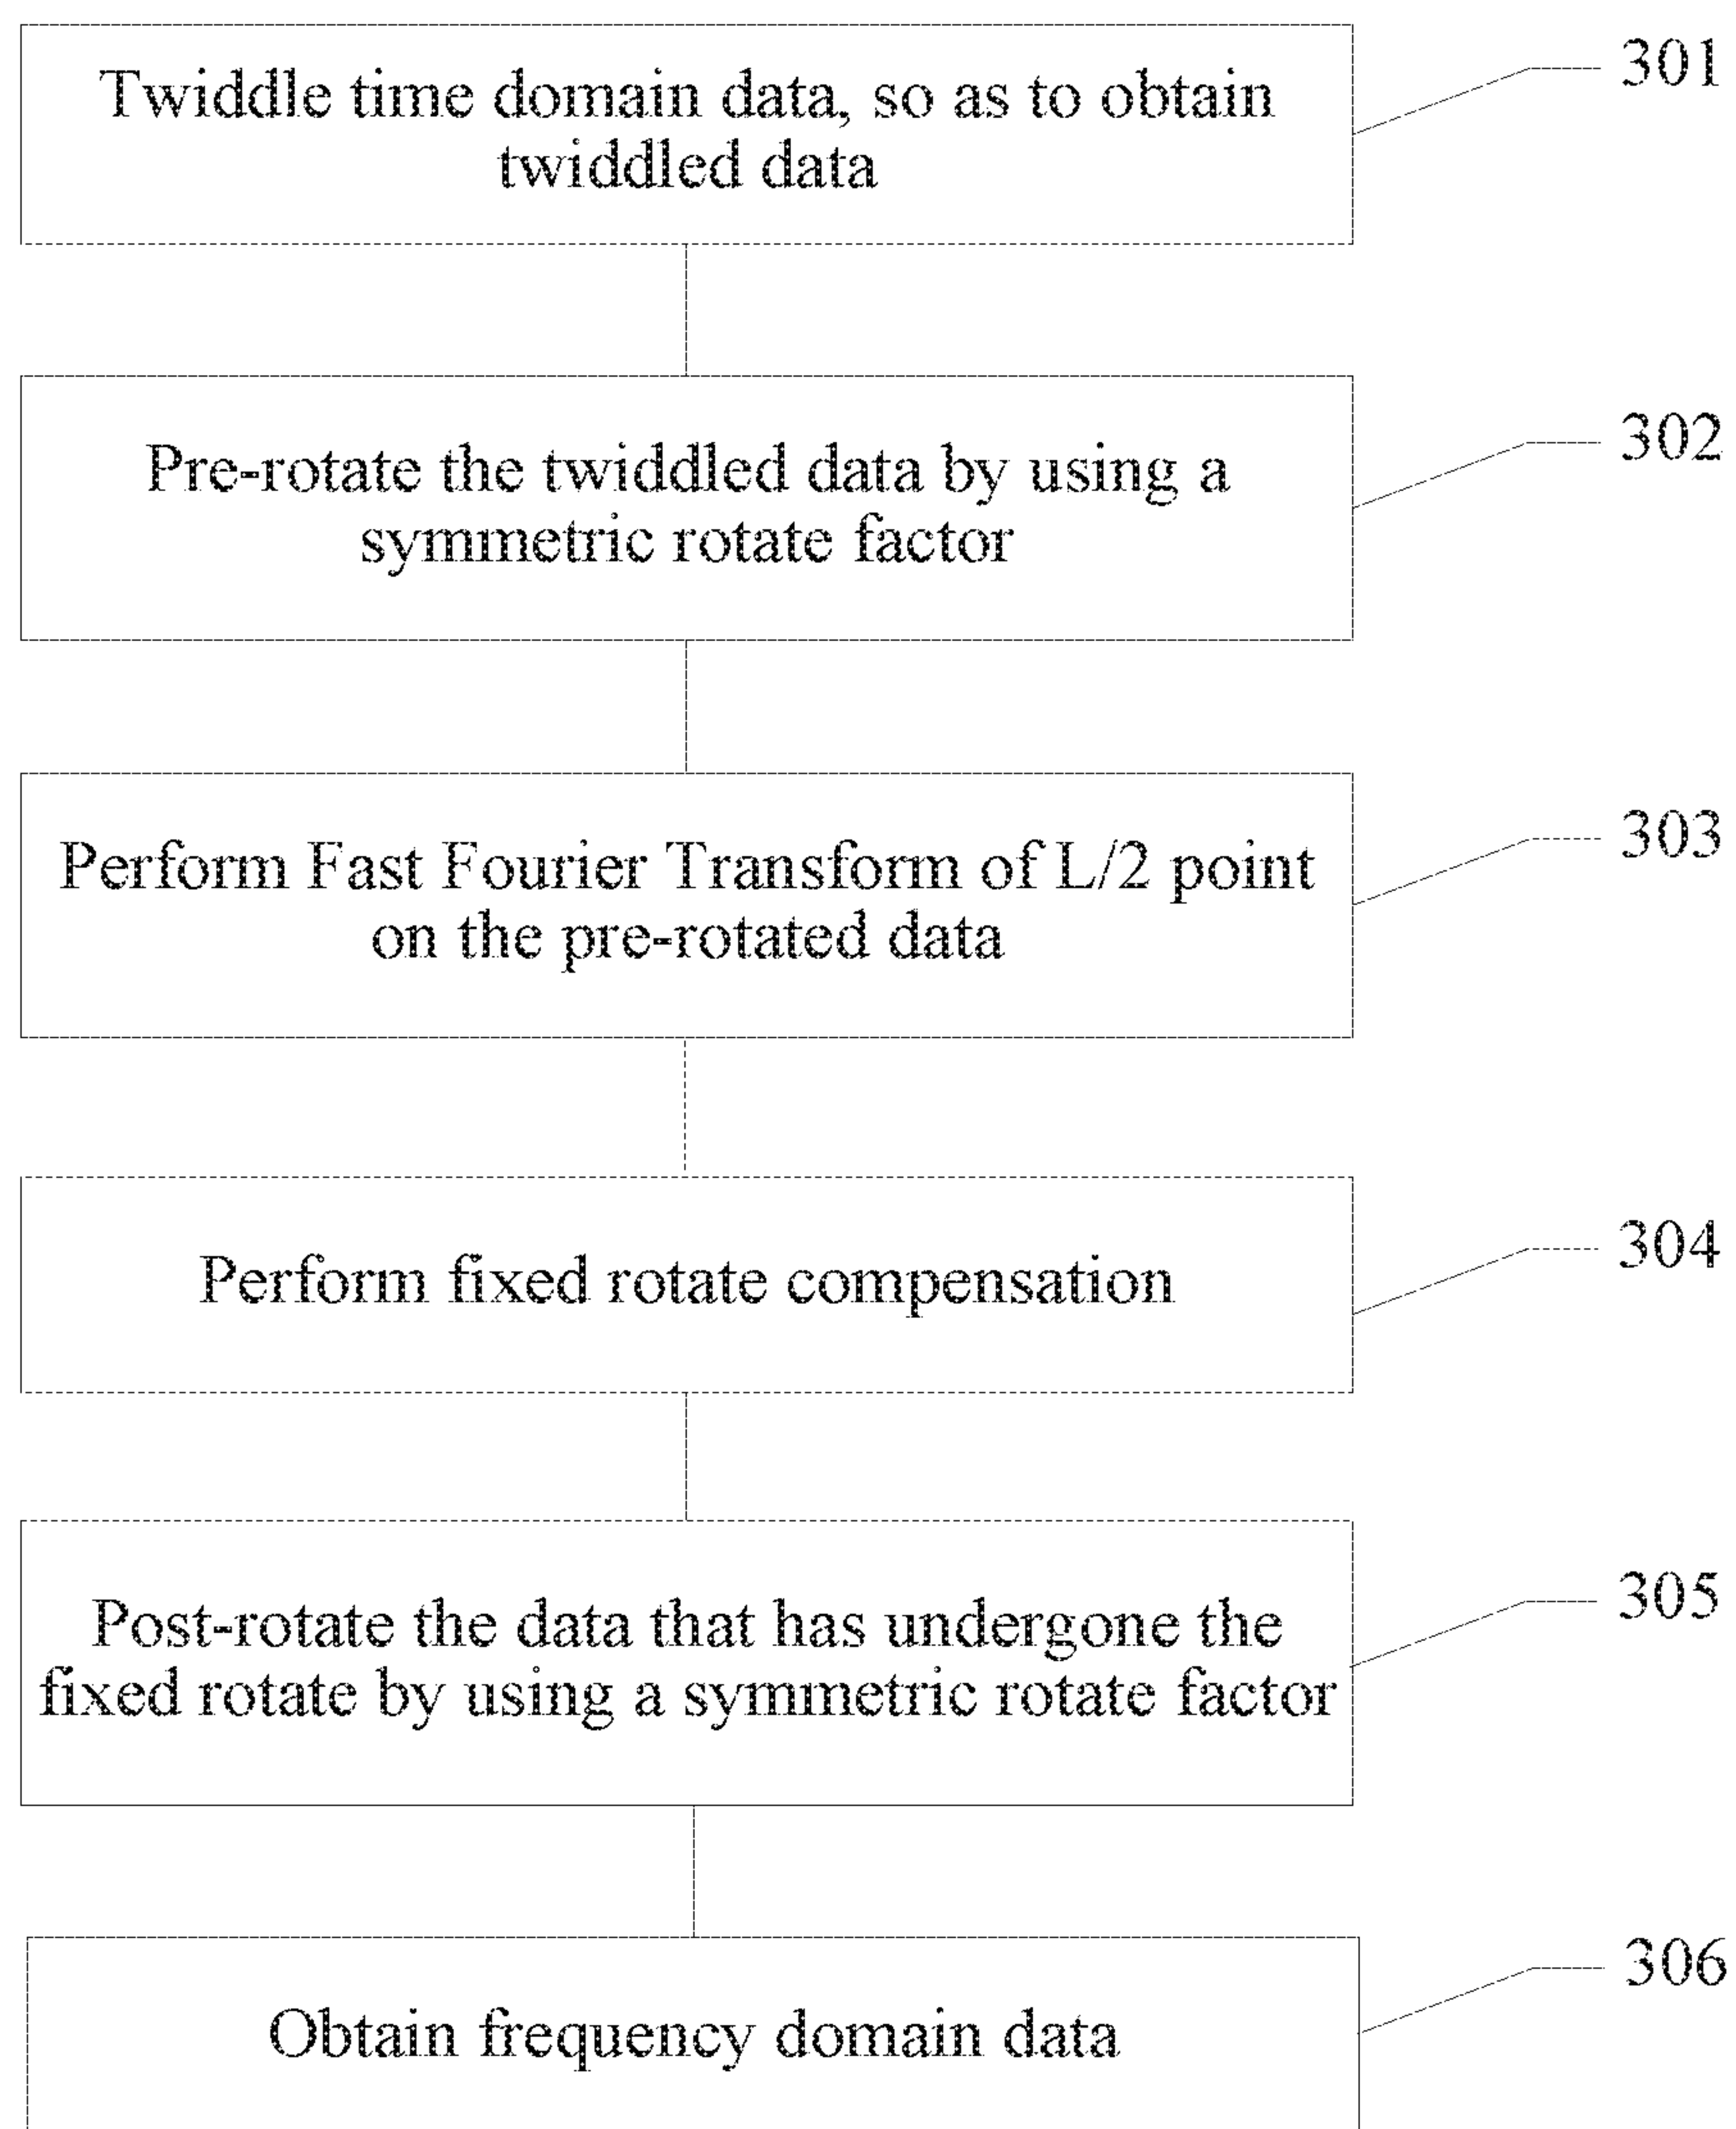 Twiddle time domain data, so as to obtain
twiddled data
301
Pre-rotate the twiddled data by using a
symmetric rotate factor
302
Perform Fast Fourier Transform of L/2 point
on the pre-rotated data
303
Perform fixed rotate compensation
304
Post-rotate the data that has undergone the
fixed rotate by using a symmetric rotate factor
305
Obtain frequency domain data
306